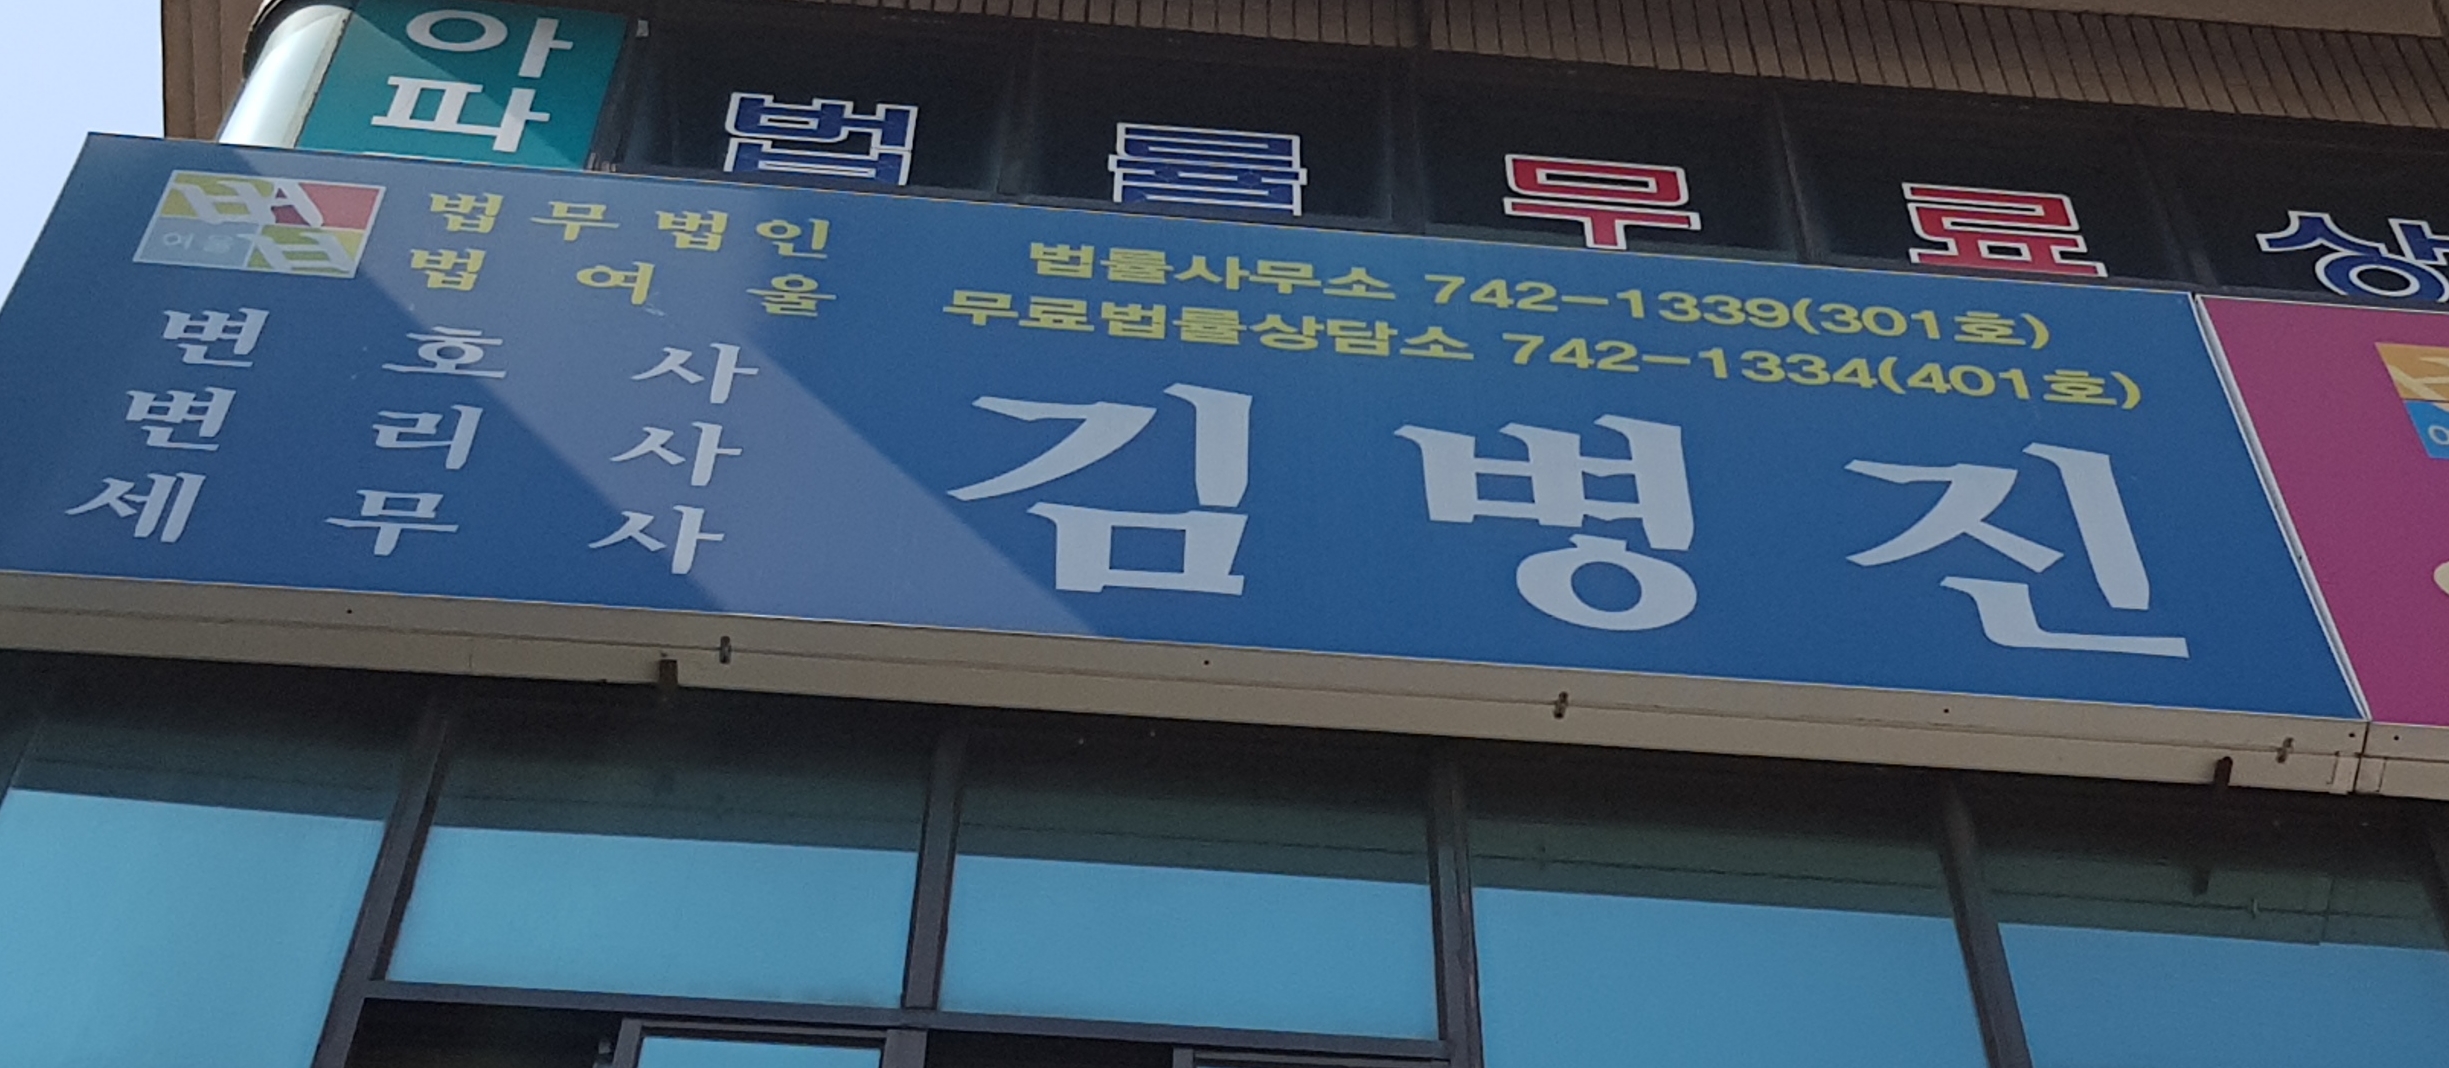 아
파
법률무료상
법무법인
법여울
변호사
변리사
세무사
법률사무소 742-1339(301호)
무료법률상담소 742-1334(401호)
김병진
여울